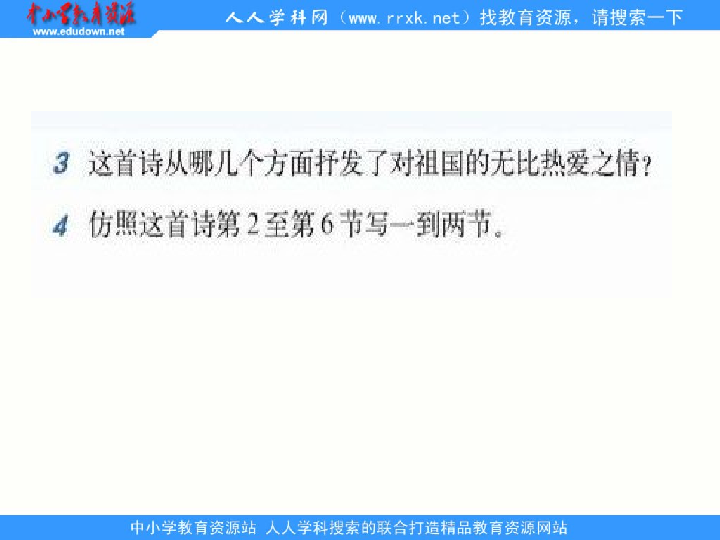 中小学教育资源
www.edudown.net
人人学科网（www.rrxk.net）找教育资源，请搜索一下
3 这首诗从哪几个方面抒发了对祖国的无比热爱之情？
4 仿照这首诗第2至第6节写一到两节。
中小学教育资源站 人人学科搜索的联合打造精品教育资源网站